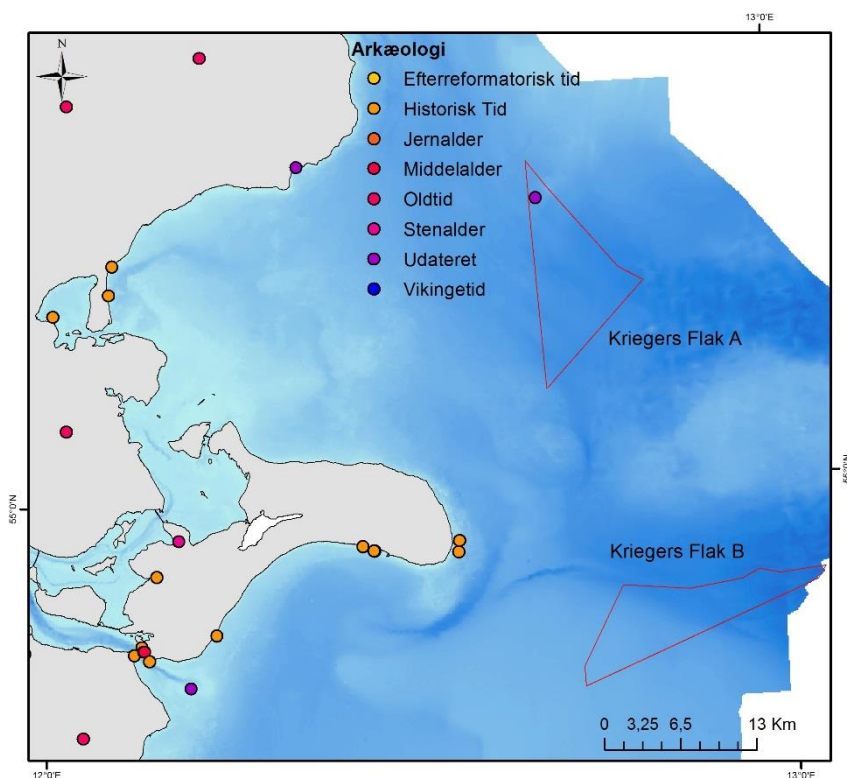 13°0'E
N
Arkæologi
Efterreformatorisk tid
Historisk Tid
Jernalder
Middelalder
Oldtid
Stenalder
Udateret
Vikingetid
Kriegers Flak A
55°0'N
55°0'N
Kriegers Flak B
0 3,25 6,5 13 Km
12°0'E
13°0'E